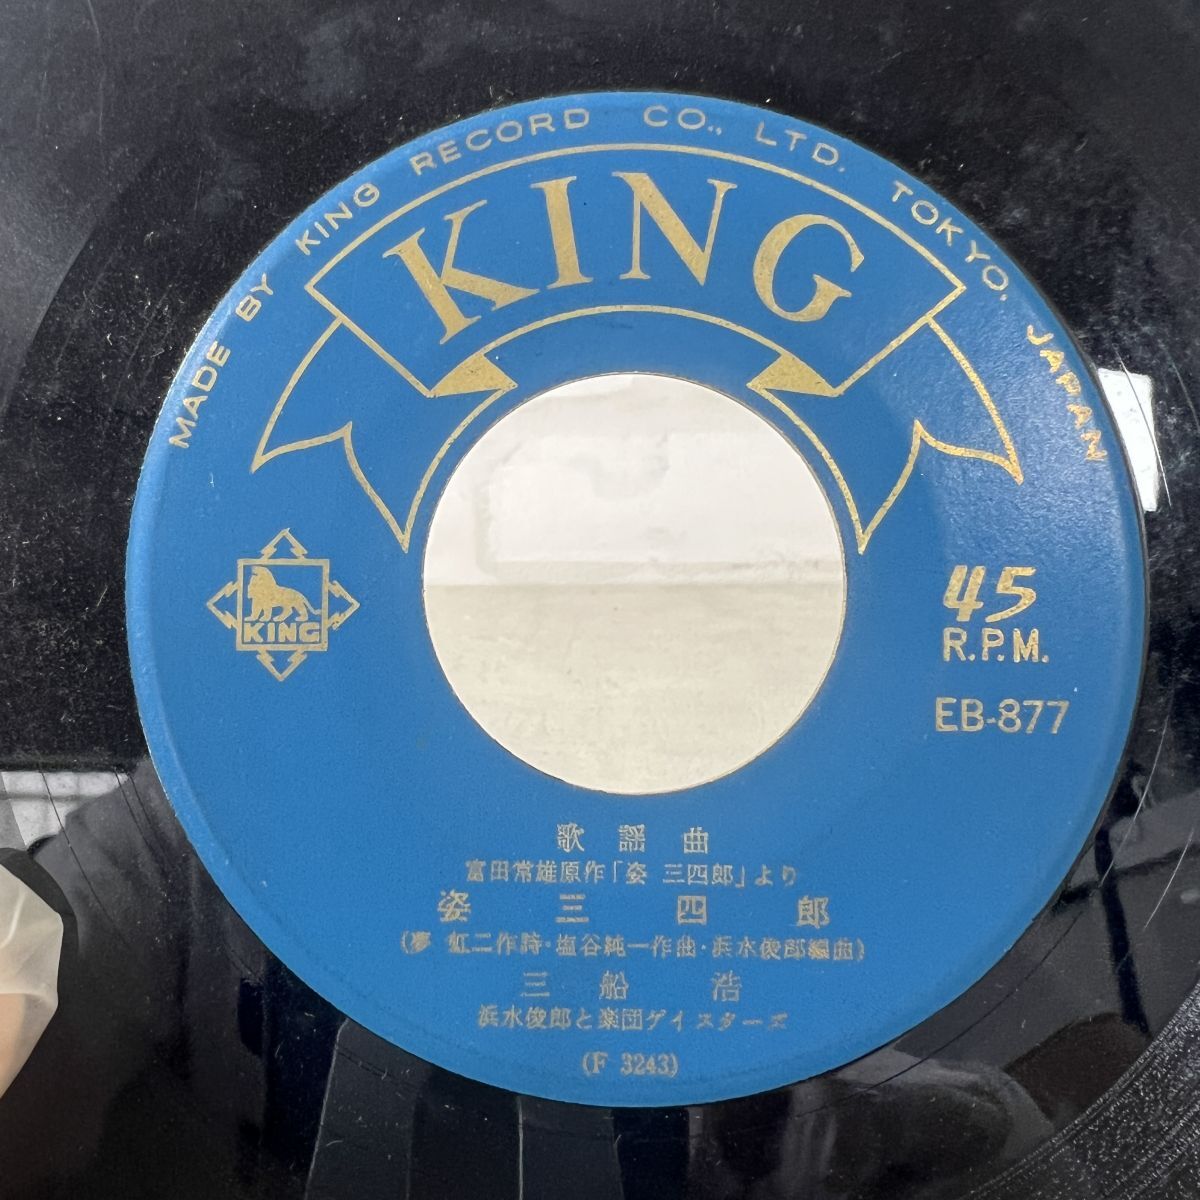 MADE BY KING RECORD CO., LTD. TOKYO, JAPAN
KING
KING
45
R.P.M.
EB-877
歌謡曲
富田常雄原作「姿 三四郎」より
姿三四郎
(夢 虹二作詩・塩谷純一作曲・浜水俊郎編曲)
三船 浩
浜水俊郎と楽団ゲイスターズ
(F 3243)